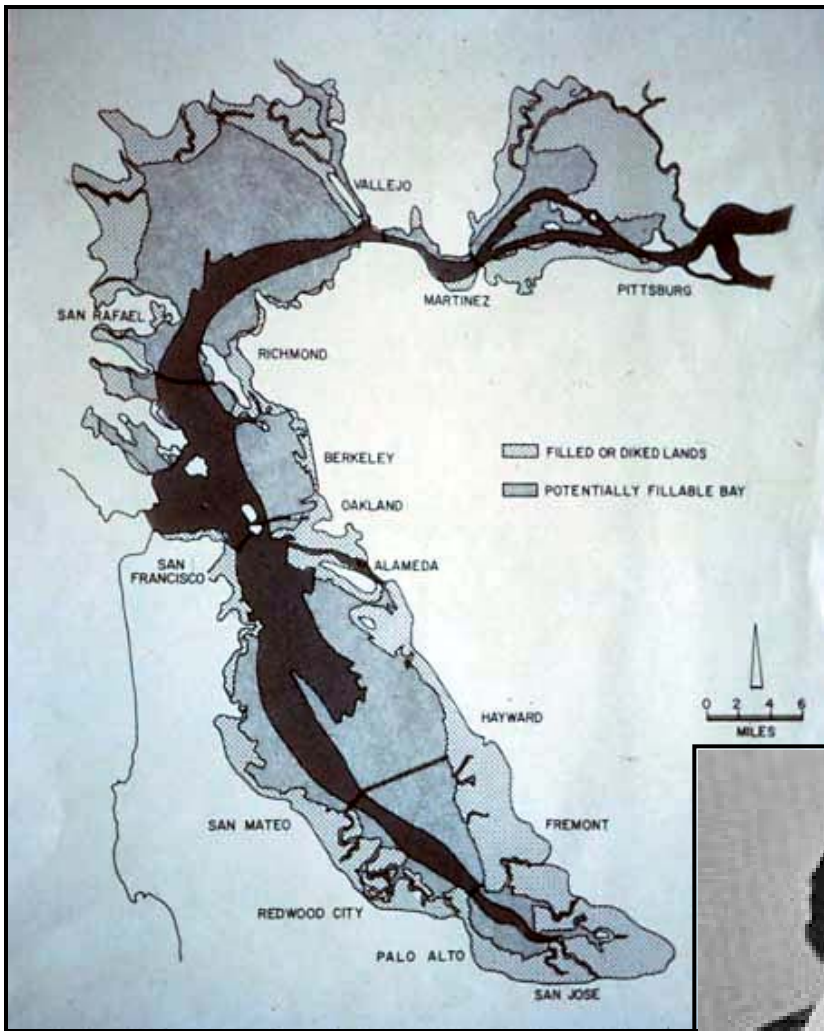 VALLEJO
MARTINEZ
PITTSBURG
SAN RAFAEL
RICHMOND
BERKELEY
OAKLAND
ALAMEDA
SAN
FRANCISCO
FILLED OR DIKED LANDS
POTENTIALLY FILLABLE BAY
HAYWARD
0 2 4 6
MILES
SAN MATEO
FREMONT
REDWOOD CITY
PALO ALTO
SAN JOSE